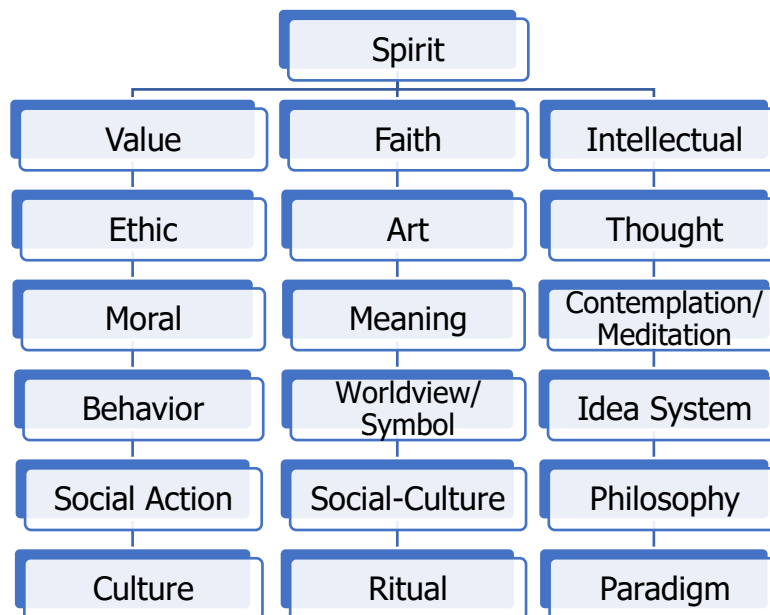 Spirit
Value
Faith
Intellectual
Ethic
Art
Thought
Moral
Meaning
Contemplation/
Meditation
Behavior
Worldview/
Symbol
Idea System
Social Action
Social-Culture
Philosophy
Culture
Ritual
Paradigm